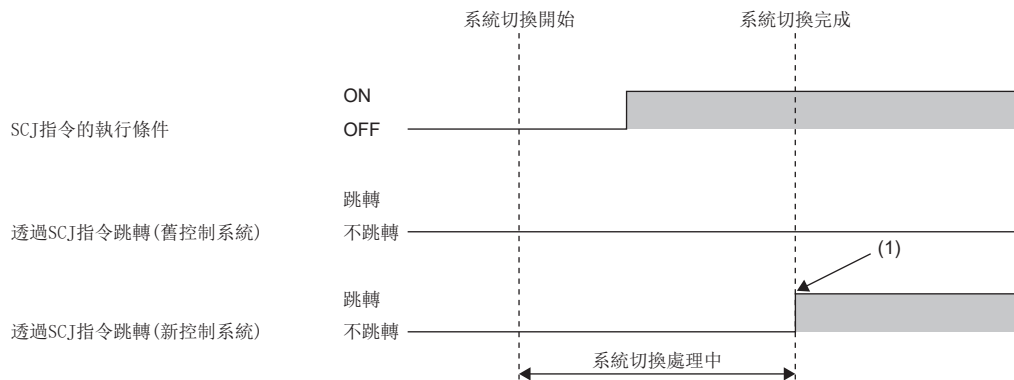 系統切換開始
系統切換完成
ON
SCJ指令的執行條件
OFF
跳轉
透過SCJ指令跳轉(舊控制系統)
不跳轉
(1)
跳轉
透過SCJ指令跳轉(新控制系統)
不跳轉
系統切換處理中